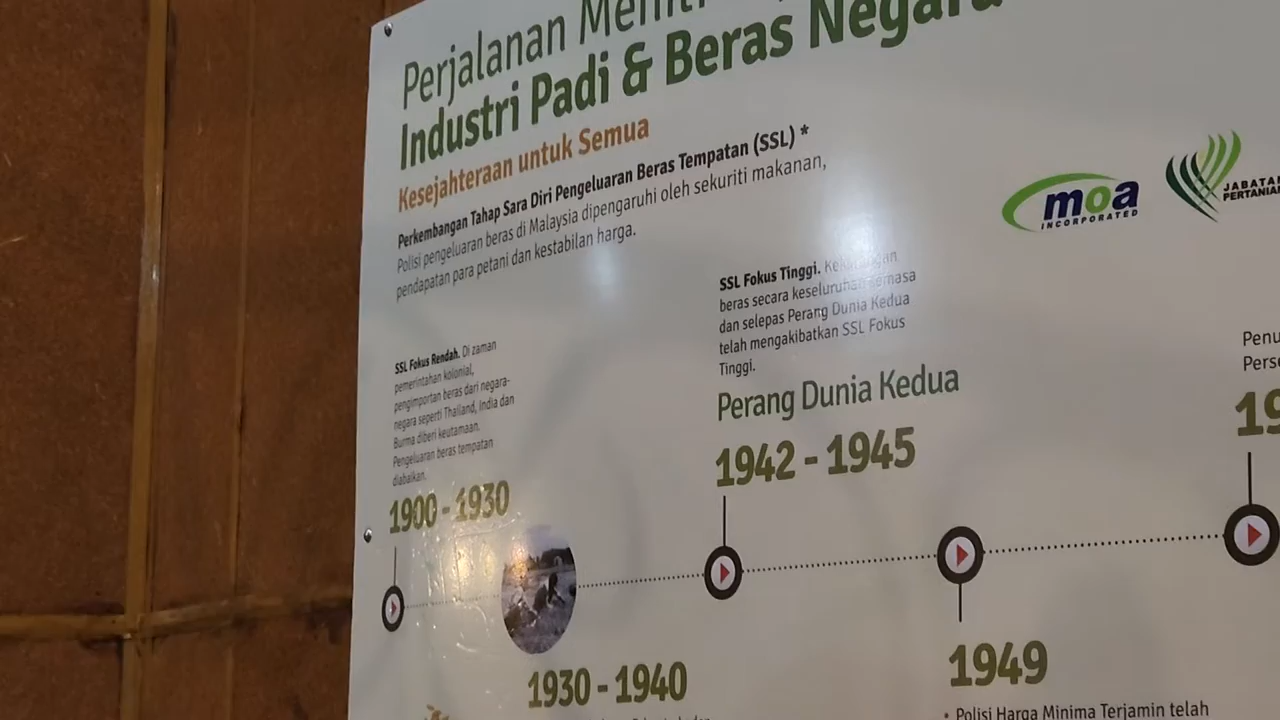 Perjalanan
Industri Padi & Beras Negara
Kesejahteraan untuk Semua
Perkembangan Tahap Sara Diri Pengeluaran Beras Tempatan (SSL) *
Polisi pengeluaran beras di Malaysia dipengaruhi oleh sekuriti makanan,
pendapatan para petani dan kestabilan harga.
moa
INCORPORATED
JABATAN
PERTANIAN
SSL Fokus Rendah. Di zaman
pemerintahan kolonial,
pengimportan beras dari negara-
negara seperti Thailand, India dan
Burma diberi keutamaan.
Pengeluaran beras tempatan
diabaikan.
1900 - 1930
1930 - 1940
SSL Fokus Tinggi. Kekurangan
beras secara keseluruhan semasa
dan selepas Perang Dunia Kedua
telah mengakibatkan SSL Fokus
Tinggi.
Perang Dunia Kedua
1942 - 1945
1949
• Polisi Harga Minima Terjamin telah
Penu
Pers
19